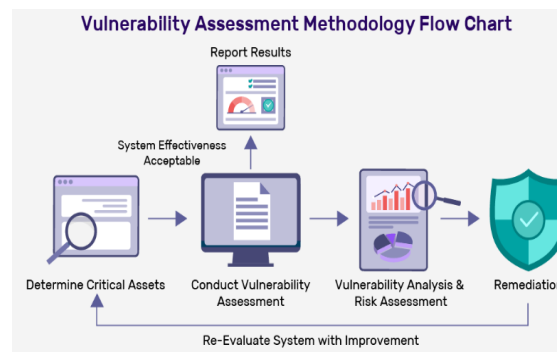 Vulnerability Assessment Methodology Flow Chart
Report Results
System Effectiveness
Acceptable
Determine Critical Assets
Conduct Vulnerability
Assessment
Vulnerability Analysis &
Risk Assessment
Remediation
Re-Evaluate System with Improvement